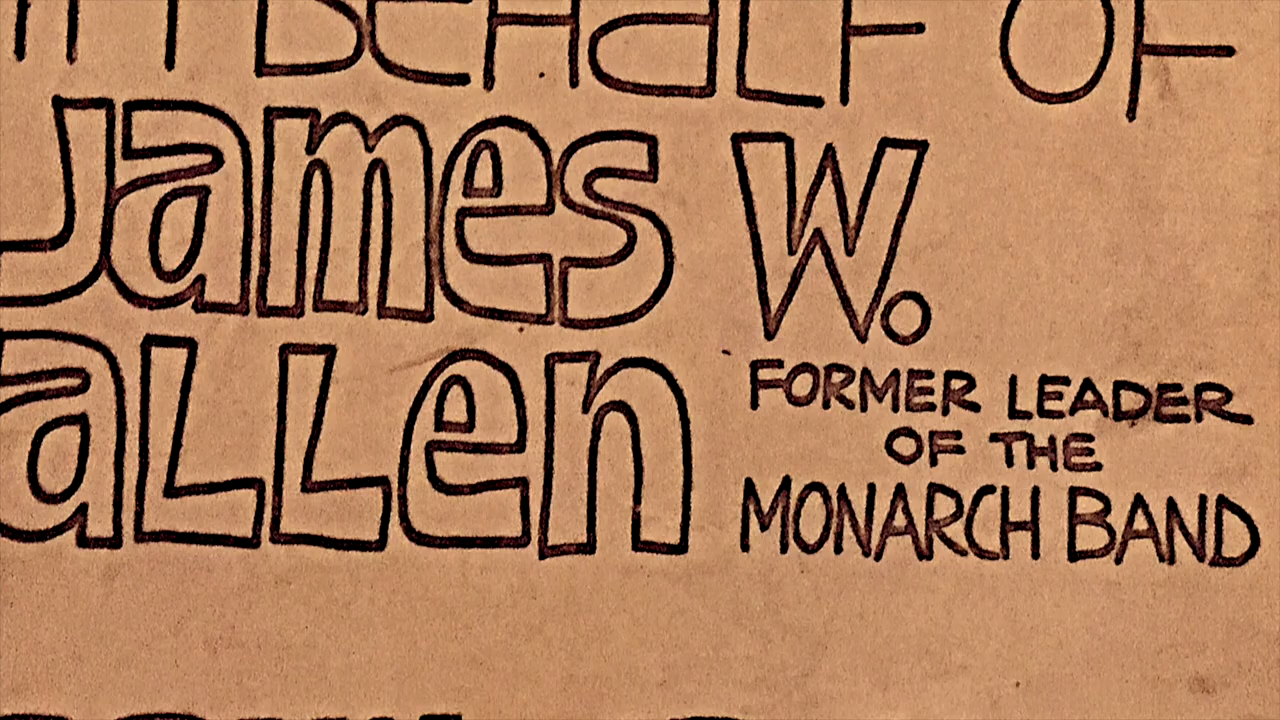 BEHALF OF
James W.
ALLEN
FORMER LEADER
OF THE
MONARCH BAND